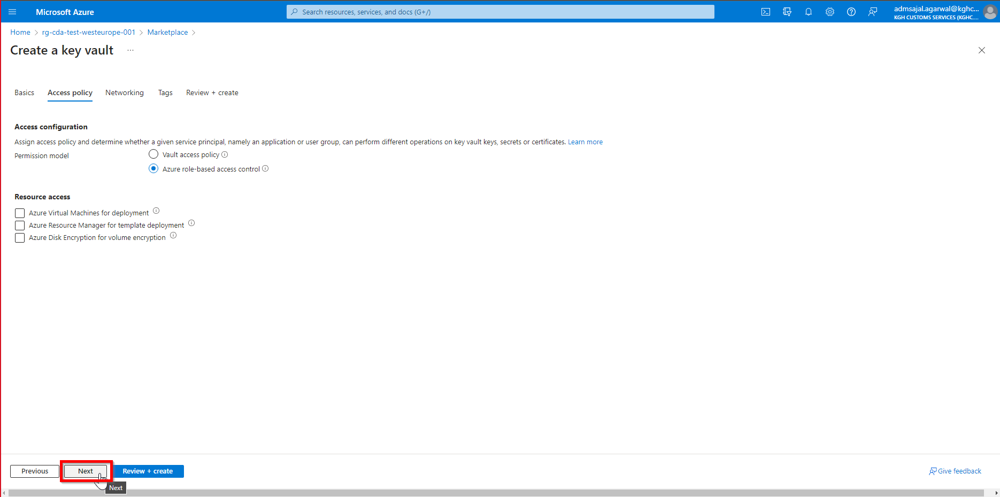 Microsoft Azure
Search resources, services, and docs (G+/)
admsajal.agarwal@kghc...
KGH CUSTOMS SERVICES (KGHC....
Home > rg-cda-test-westeurope-001 > Marketplace >
Create a key vault ...
Basics Access policy Networking Tags Review + create
Access configuration
Assign access policy and determine whether a given service principal, namely an application or user group, can perform different operations on key vault keys, secrets or certificates. Learn more
Permission model
Vault access policy
Azure role-based access control
Resource access
Azure Virtual Machines for deployment
Azure Resource Manager for template deployment
Azure Disk Encryption for volume encryption
Previous Next Review + create Give feedback
Next